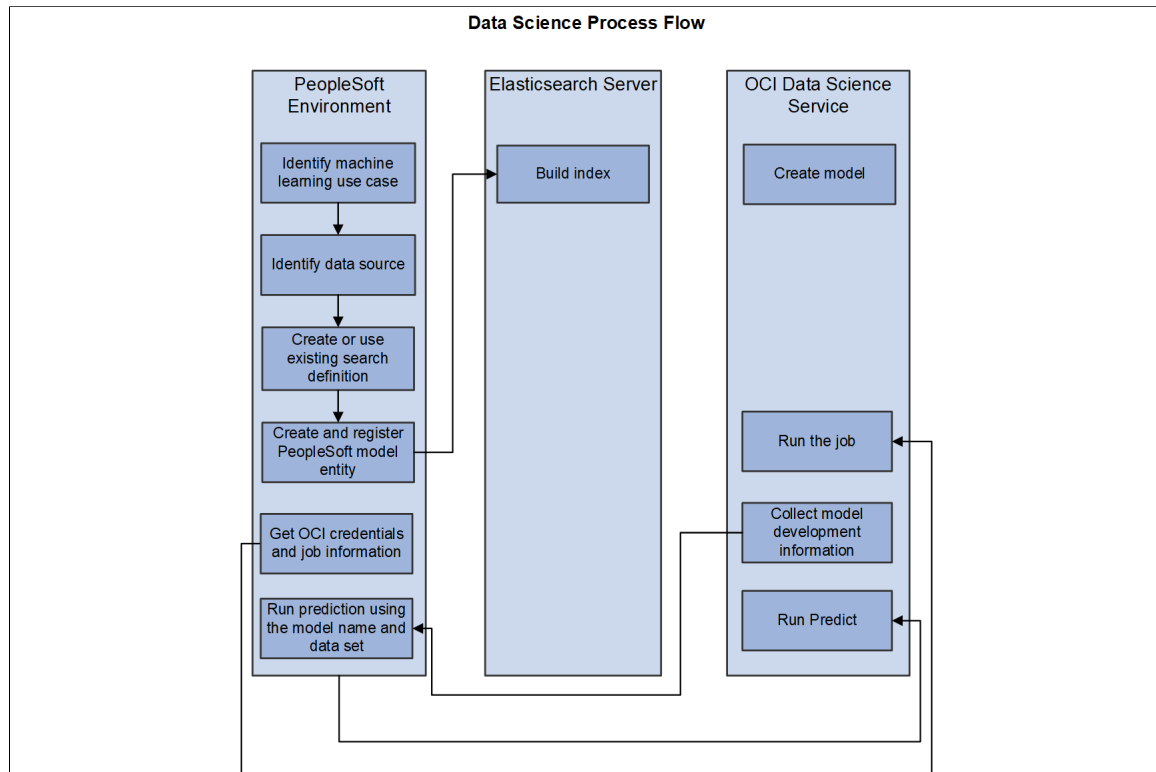 Data Science Process Flow
PeopleSoft
Environment
Identify machine
learning use case
Identify data source
Create or use
existing search
definition
Create and register
PeopleSoft model
entity
Get OCI credentials
and job information
Run prediction using
the model name and
data set
Elasticsearch Server
Build index
OCI Data Science
Service
Create model
Run the job
Collect model
development
information
Run Predict